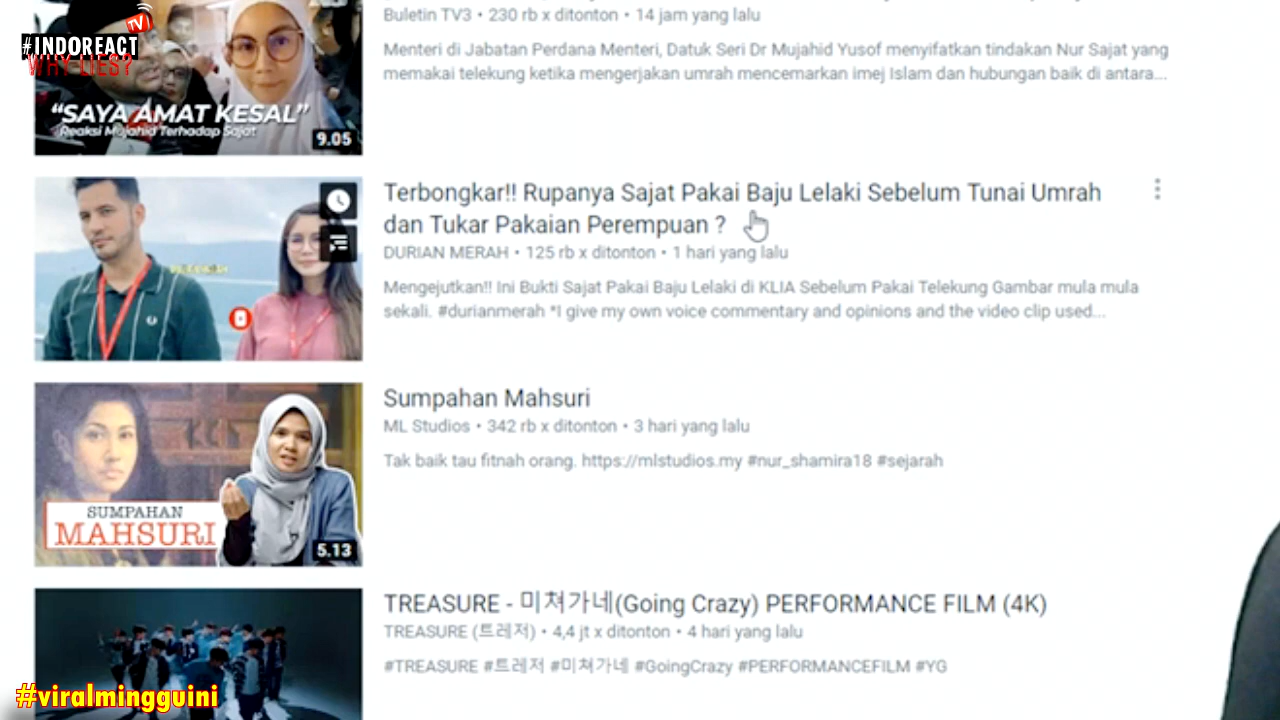 TV
#INDOREACT
WHY LIES?
Buletin TV3 • 230 rb x ditonton • 14 jam yang lalu
Menteri di Jabatan Perdana Menteri, Datuk Seri Dr Mujahid Yusof menyifatkan tindakan Nur Sajat yang
memakai telekung ketika mengerjakan umrah mencemarkan imej Islam dan hubungan baik di antara...
“SAYA AMAT KESAL”
Reaksi Mujahid Terhadap Sajat
9.05
Terbongkar!! Rupanya Sajat Pakai Baju Lelaki Sebelum Tunai Umrah
dan Tukar Pakaian Perempuan ?
DURIAN MERAH • 125 rb x ditonton • 1 hari yang lalu
Mengejutkan!! Ini Bukti Sajat Pakai Baju Lelaki di KLIA Sebelum Pakai Telekung Gambar mula mula
sekali. #durianmerah *I give my own voice commentary and opinions and the video clip used...
Sumpahan Mahsuri
ML Studios • 342 rb x ditonton • 3 hari yang lalu
Tak baik tau fitnah orang. https://mlstudios.my #nur_shamira18 #sejarah
SUMPAHAN
MAHSURI
5.13
TREASURE - 미쳐가네(Going Crazy) PERFORMANCE FILM (4K)
TREASURE (트레저) • 4,4 jt x ditonton • 4 hari yang lalu
#TREASURE #트레저 #미쳐가네 #GoingCrazy #PERFORMANCEFILM #YG
#viralmingguini